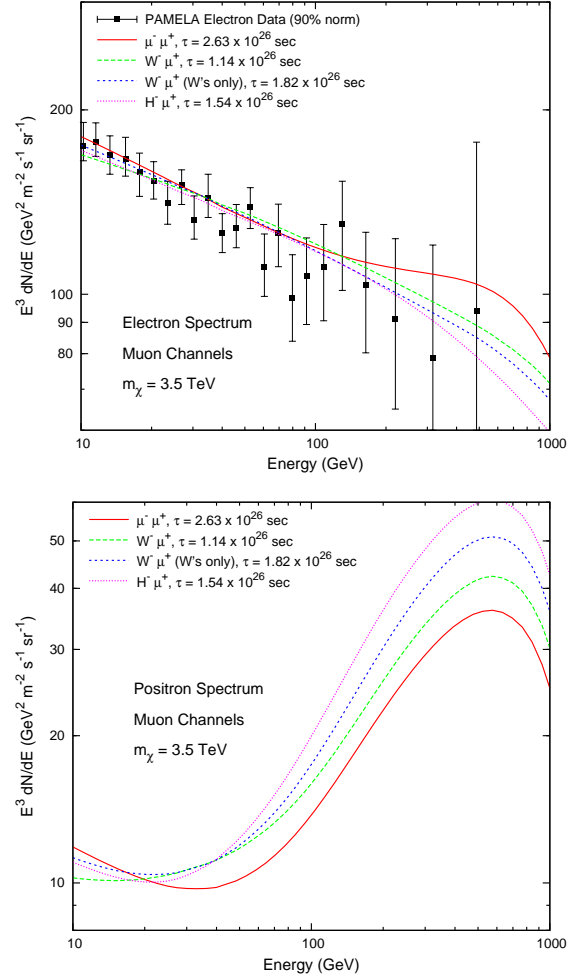 PAMELA Electron Data (90% norm)
μ⁻ μ⁺, τ = 2.63 x 10²⁶ sec
W⁻ μ⁺, τ = 1.14 x 10²⁶ sec
W⁻ μ⁺ (W's only), τ = 1.82 x 10²⁶ sec
H⁻ μ⁺, τ = 1.54 x 10²⁶ sec
200
100
90
80
E³ dN/dE (GeV² m⁻² s⁻¹ sr⁻¹)
Electron Spectrum
Muon Channels
m_χ = 3.5 TeV
10 100 1000
Energy (GeV)
μ⁻ μ⁺, τ = 2.63 x 10²⁶ sec
W⁻ μ⁺, τ = 1.14 x 10²⁶ sec
W⁻ μ⁺ (W's only), τ = 1.82 x 10²⁶ sec
H⁻ μ⁺, τ = 1.54 x 10²⁶ sec
50
40
30
20
10
E³ dN/dE (GeV² m⁻² s⁻¹ sr⁻¹)
Positron Spectrum
Muon Channels
m_χ = 3.5 TeV
10 100 1000
Energy (GeV)